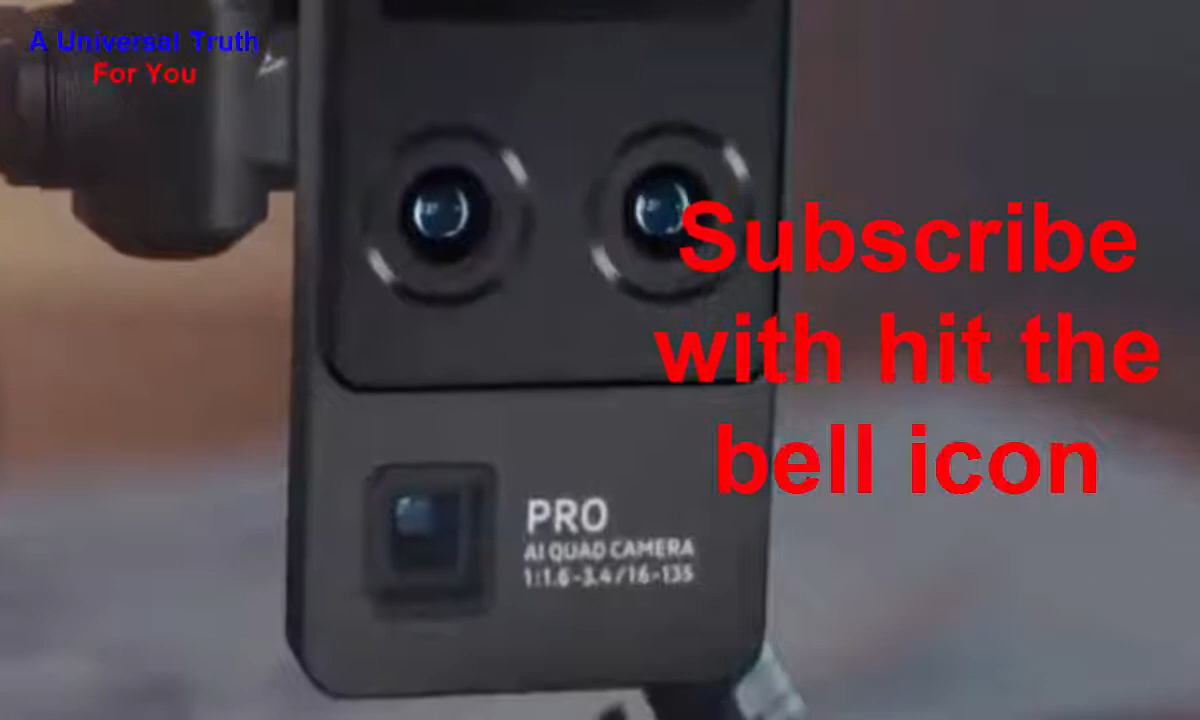 A Universal Truth
For You
Subscribe
with hit the
bell icon
PRO
AI QUAD CAMERA
1:1.6-3.4/16-135